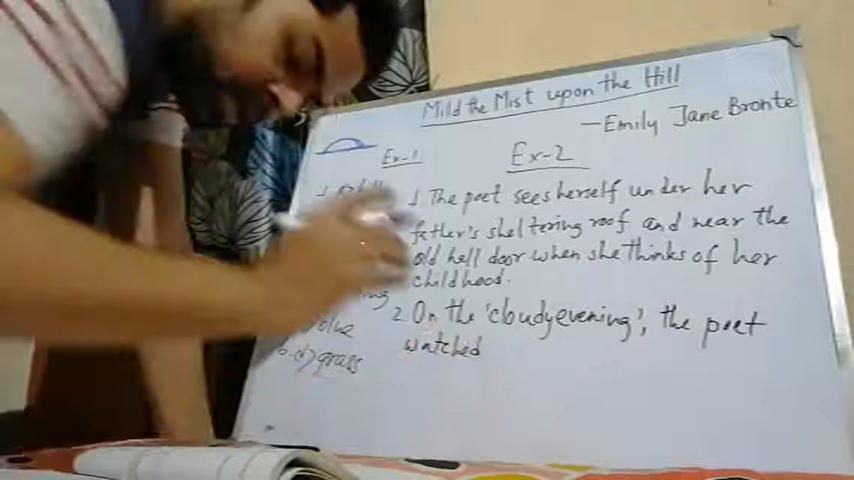 Mild the Mist upon the Hill
— Emily Jane Bronte
Ex-1
Ex-2
1. The poet sees herself under her
father's sheltering roof and near the
old hall door when she thinks of her
childhood.
2. On the 'cloudy evening', the poet
watched
blue
d) grass